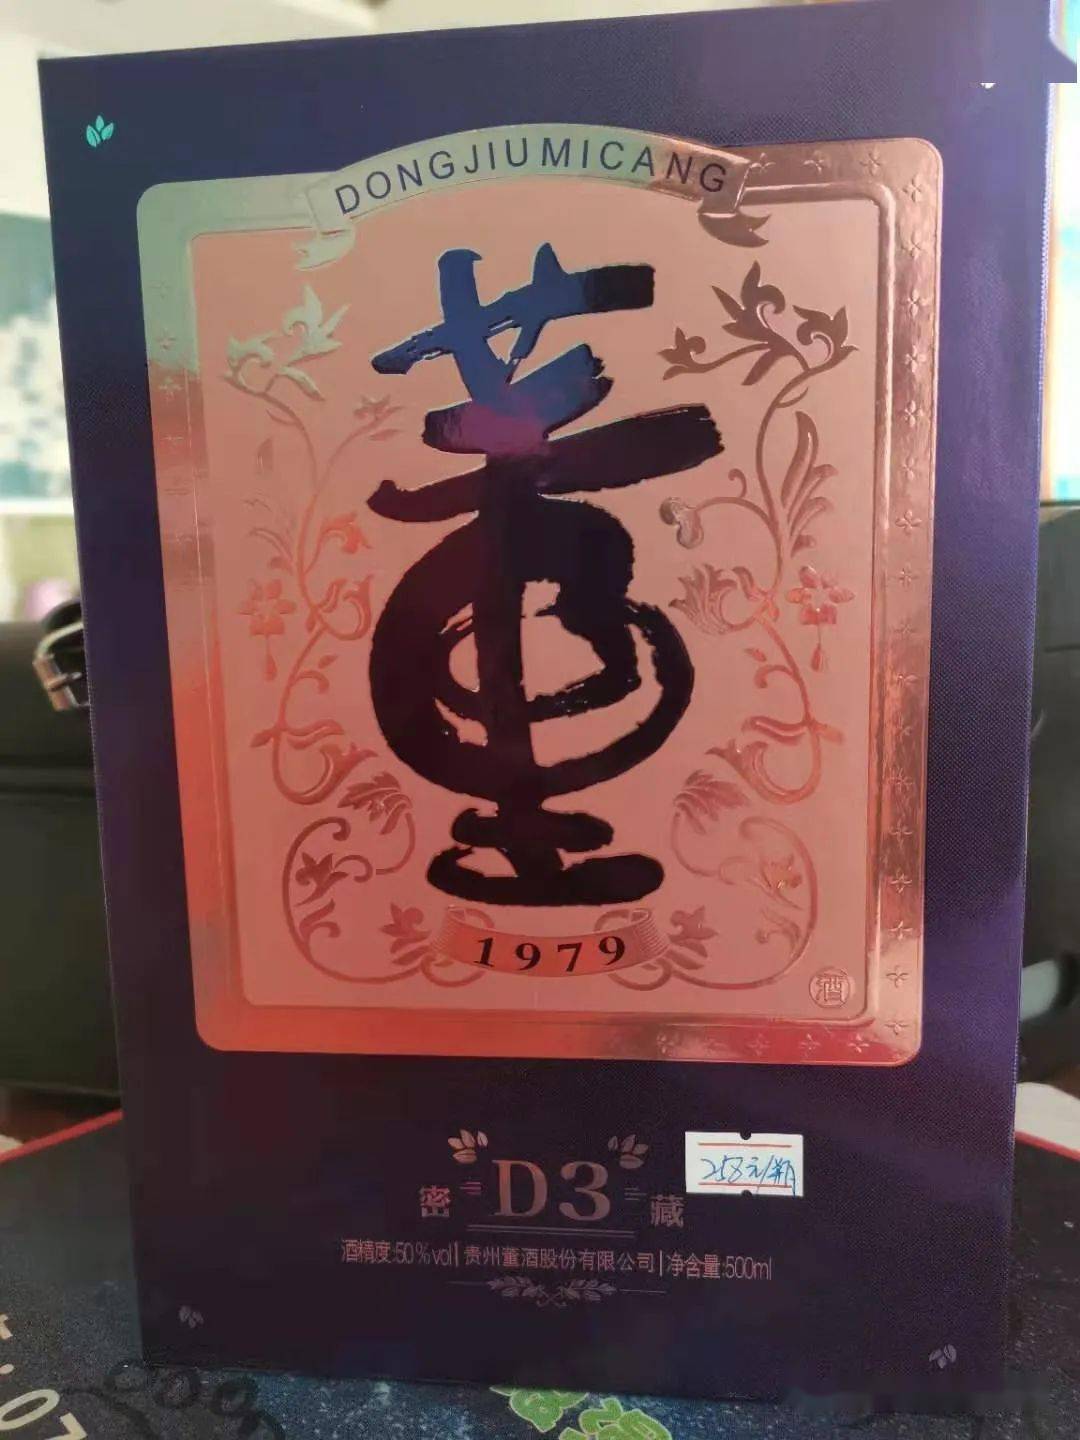 DONGJIUMICANG
董
1979
酒
258元/瓶
密 D3 藏
酒精度:50%vol | 贵州董酒股份有限公司 | 净含量:500ml